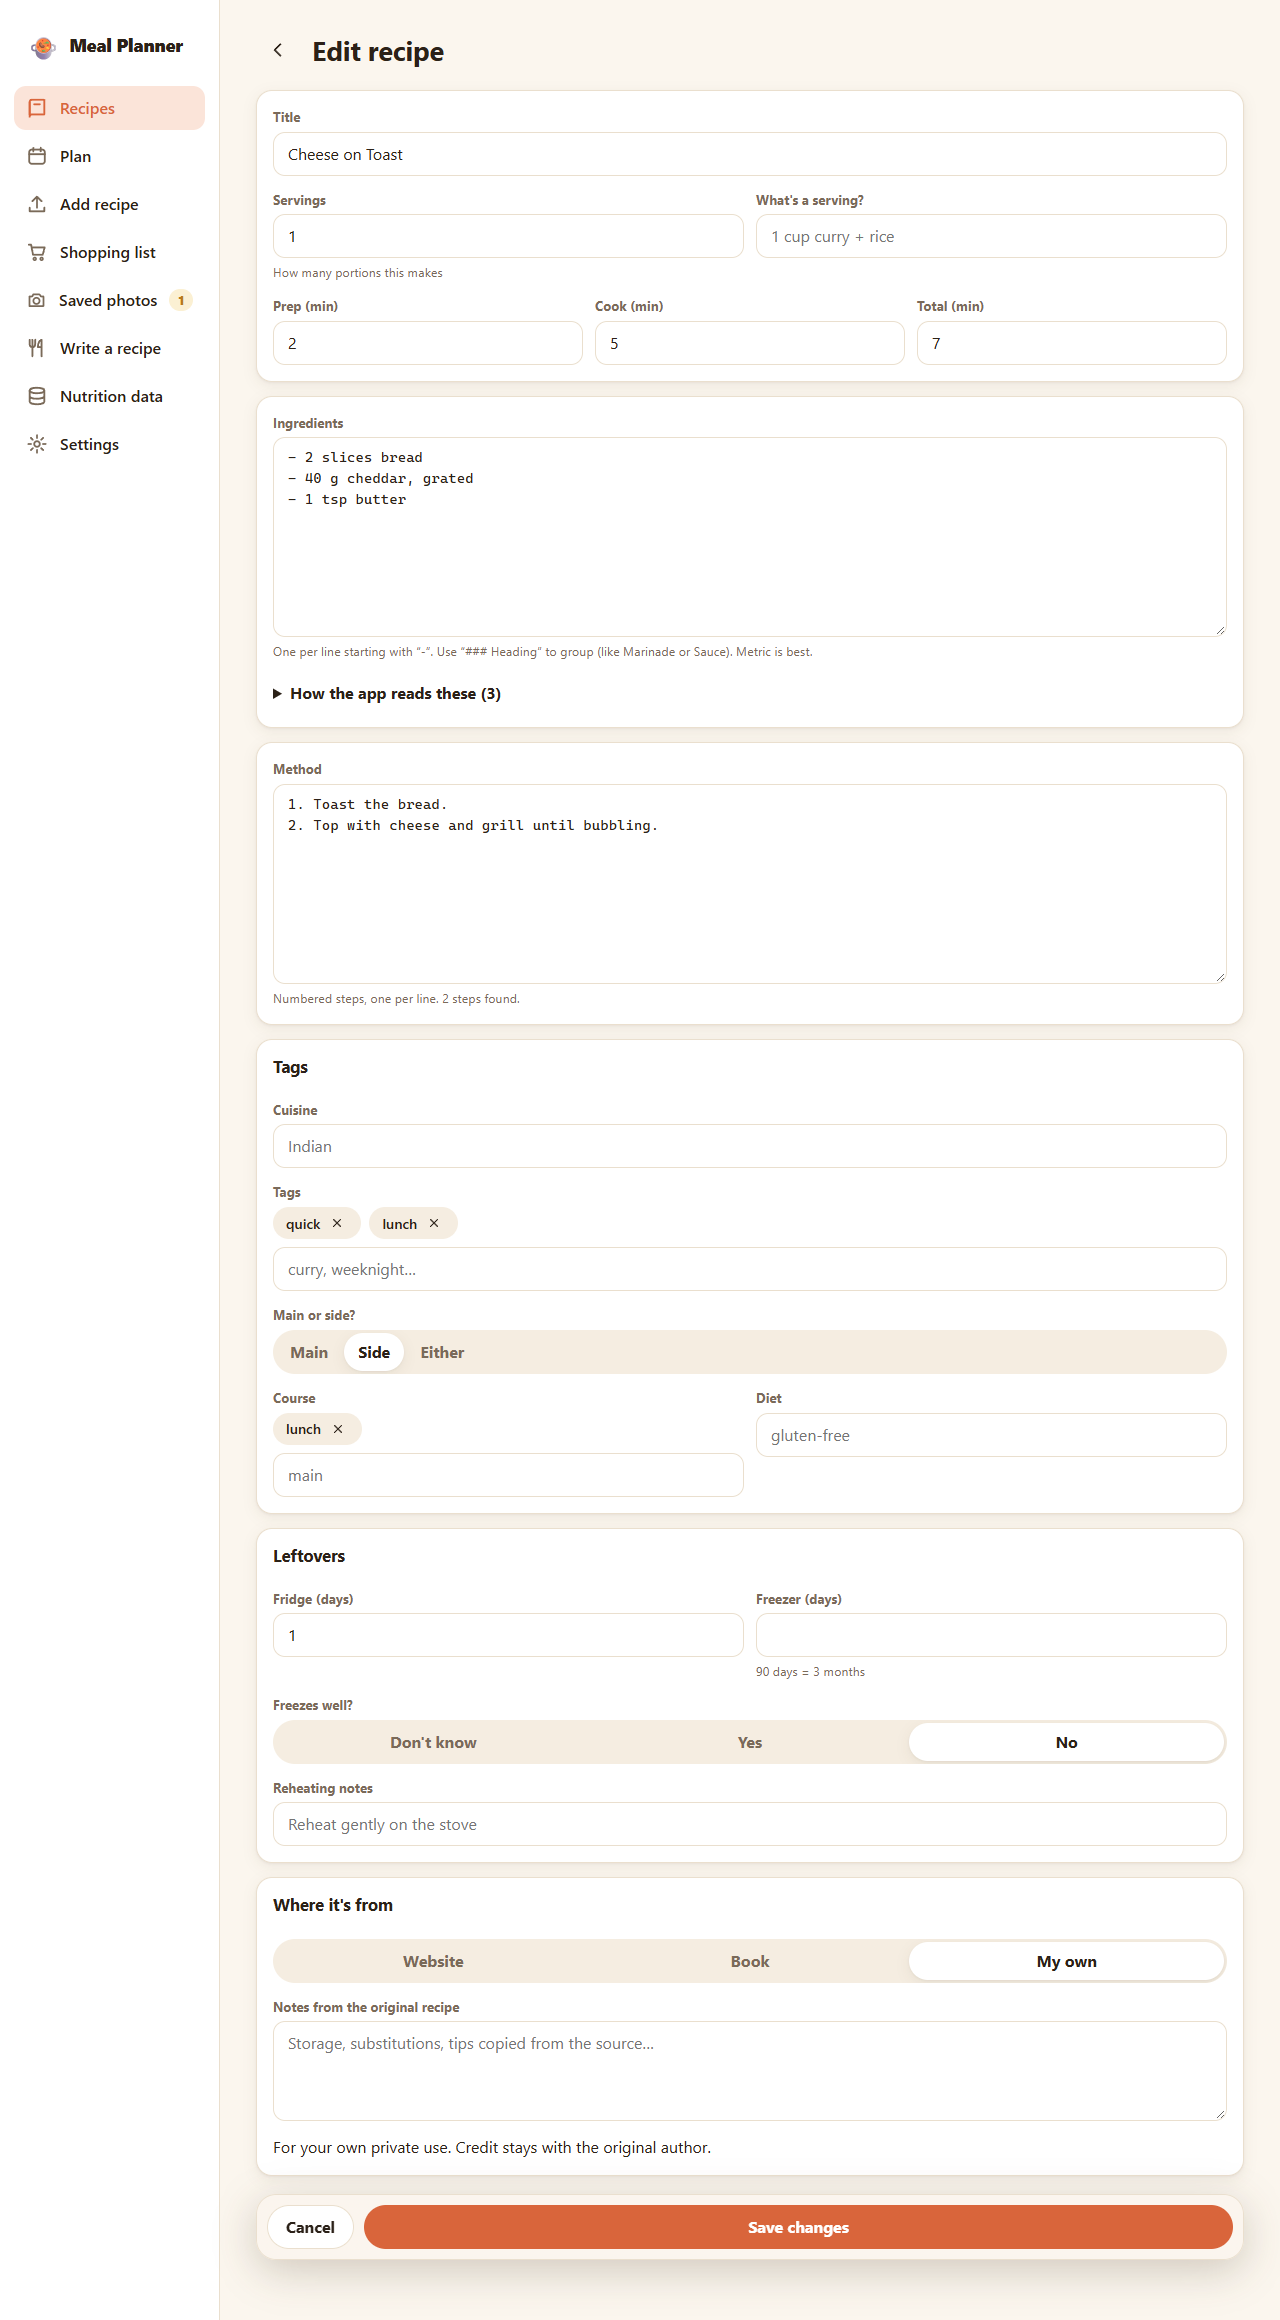 Meal Planner
Recipes
Plan
Add recipe
Shopping list
Saved photos 1
Write a recipe
Nutrition data
Settings
Edit recipe
Title
Cheese on Toast
Servings
What's a serving?
1
1 cup curry + rice
How many portions this makes
Prep (min)
Cook (min)
Total (min)
2
5
7
Ingredients
- 2 slices bread
- 40 g cheddar, grated
- 1 tsp butter
One per line starting with “-”. Use “### Heading” to group (like Marinade or Sauce). Metric is best.
How the app reads these (3)
Method
1. Toast the bread.
2. Top with cheese and grill until bubbling.
Numbered steps, one per line. 2 steps found.
Tags
Cuisine
Indian
Tags
quick ×
lunch ×
curry, weeknight...
Main or side?
Main Side Either
Course
Diet
lunch ×
gluten-free
main
Leftovers
Fridge (days)
Freezer (days)
1
90 days = 3 months
Freezes well?
Don't know Yes No
Reheating notes
Reheat gently on the stove
Where it's from
Website Book My own
Notes from the original recipe
Storage, substitutions, tips copied from the source...
For your own private use. Credit stays with the original author.
Cancel
Save changes